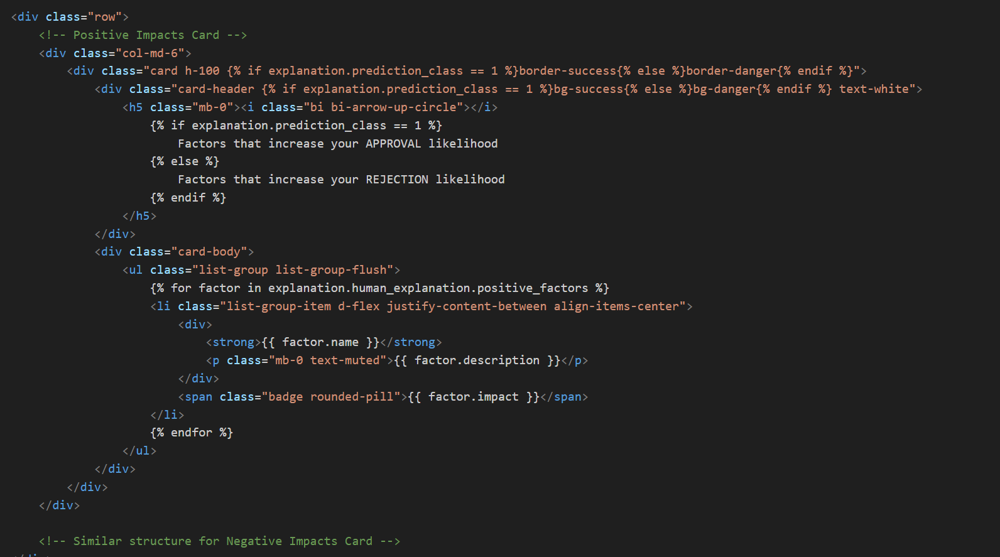 <div class="row">
    <!-- Positive Impacts Card -->
    <div class="col-md-6">
        <div class="card h-100 {% if explanation.prediction_class == 1 %}border-success{% else %}border-danger{% endif %}">
            <div class="card-header {% if explanation.prediction_class == 1 %}bg-success{% else %}bg-danger{% endif %} text-white">
                <h5 class="mb-0"><i class="bi bi-arrow-up-circle"></i>
                    {% if explanation.prediction_class == 1 %}
                        Factors that increase your APPROVAL likelihood
                    {% else %}
                        Factors that increase your REJECTION likelihood
                    {% endif %}
                </h5>
            </div>
            <div class="card-body">
                <ul class="list-group list-group-flush">
                    {% for factor in explanation.human_explanation.positive_factors %}
                    <li class="list-group-item d-flex justify-content-between align-items-center">
                        <div>
                            <strong>{{ factor.name }}</strong>
                            <p class="mb-0 text-muted">{{ factor.description }}</p>
                        </div>
                        <span class="badge rounded-pill">{{ factor.impact }}</span>
                    </li>
                    {% endfor %}
                </ul>
            </div>
        </div>
    </div>

    <!-- Similar structure for Negative Impacts Card -->